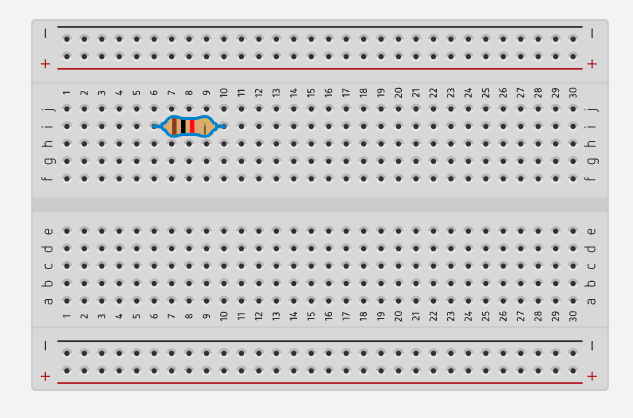 − −
+ +
1 2 3 4 5 6 7 8 9 10 11 12 13 14 15 16 17 18 19 20 21 22 23 24 25 26 27 28 29 30
j j
i i
h h
g g
f f
e e
d d
c c
b b
a a
1 2 3 4 5 6 7 8 9 10 11 12 13 14 15 16 17 18 19 20 21 22 23 24 25 26 27 28 29 30
− −
+ +